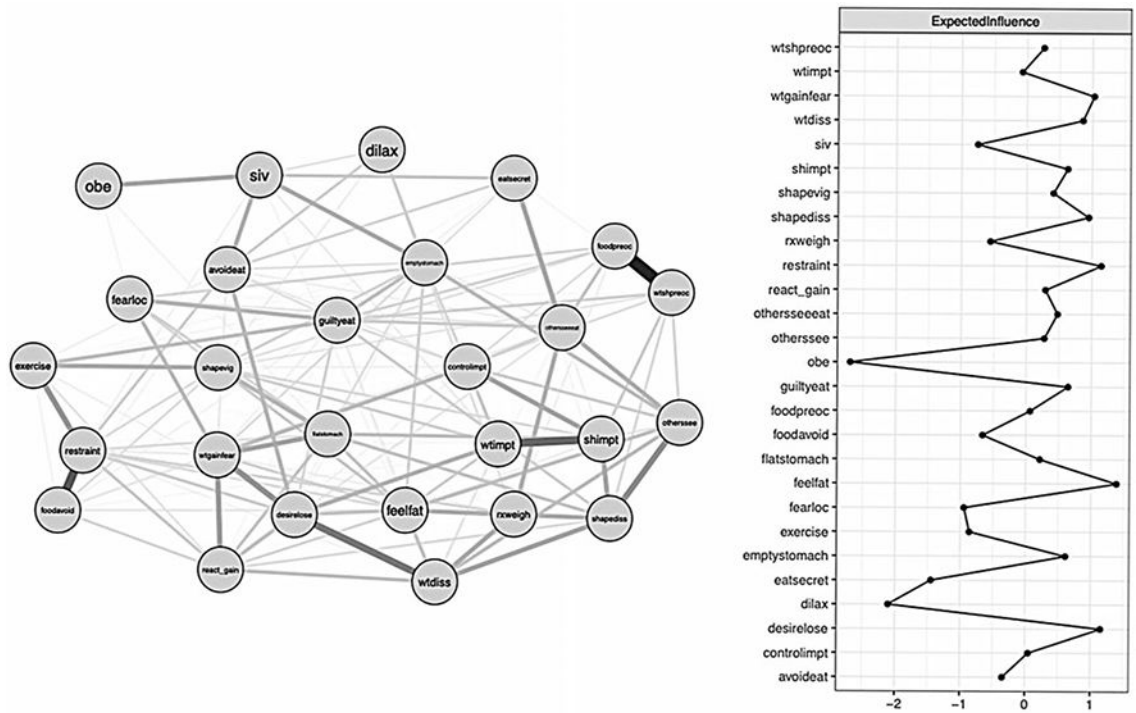 dilax
siv
obe
eatsecret
foodpreoc
emptystomach
avoideat
wtshpreoc
fearloc
guiltyeat
othersseeeat
exercise
shapevig
controlimpt
otherssee
flatstomach
shimpt
wtimpt
restraint
wtgainfear
foodavoid
desirelose
feelfat
rxweigh
shapediss
react_gain
wtdiss
ExpectedInfluence
wtshpreoc
wtimpt
wtgainfear
wtdiss
siv
shimpt
shapevig
shapediss
rxweigh
restraint
react_gain
othersseeeat
otherssee
obe
guiltyeat
foodpreoc
foodavoid
flatstomach
feelfat
fearloc
exercise
emptystomach
eatsecret
dilax
desirelose
controlimpt
avoideat
−2 −1 0 1